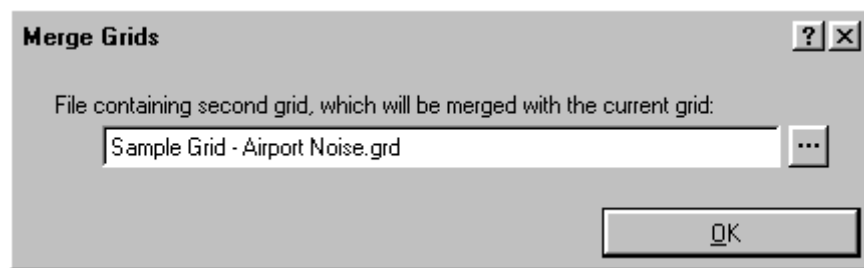 Merge Grids
?
File containing second grid, which will be merged with the current grid:
Sample Grid - Airport Noise.grd
...
OK